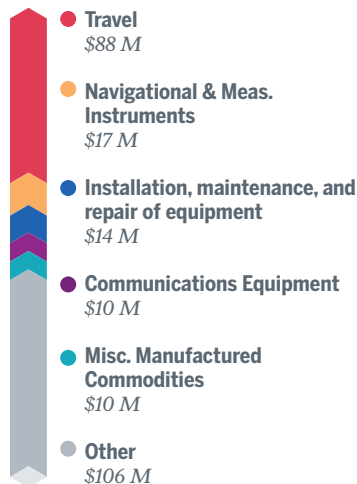 Travel
$88 M
Navigational & Meas.
Instruments
$17 M
Installation, maintenance, and
repair of equipment
$14 M
Communications Equipment
$10 M
Misc. Manufactured
Commodities
$10 M
Other
$106 M